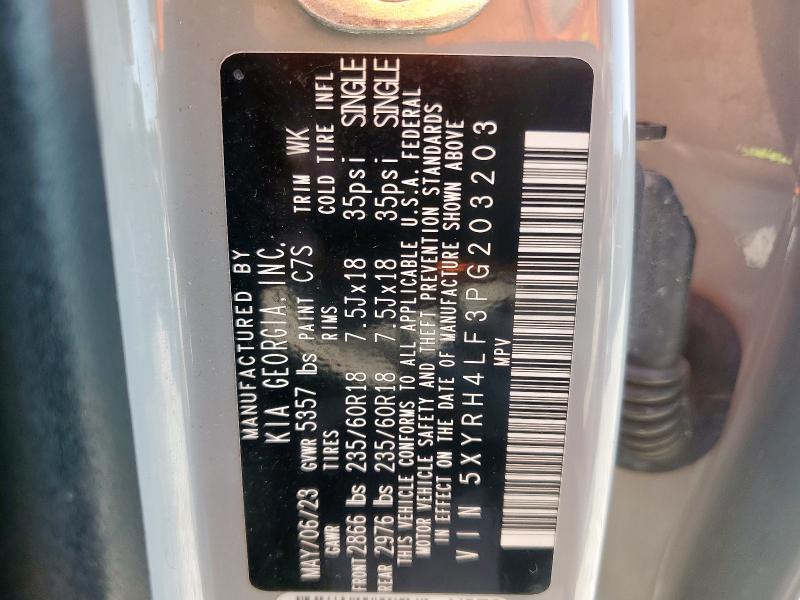 MANUFACTURED BY
KIA GEORGIA, INC.
MAY/06/23 GVWR 5357 lbs PAINT C7S TRIM WK
GAWR TIRES RIMS COLD TIRE INFL
FRONT 2866 lbs 235/60R18 7.5Jx18 35psi SINGLE
REAR 2976 lbs 235/60R18 7.5Jx18 35psi SINGLE
THIS VEHICLE CONFORMS TO ALL APPLICABLE U.S.A. FEDERAL
MOTOR VEHICLE SAFETY AND THEFT PREVENTION STANDARDS
IN EFFECT ON THE DATE OF MANUFACTURE SHOWN ABOVE
VIN 5XYRH4LF3PG203203
MPV